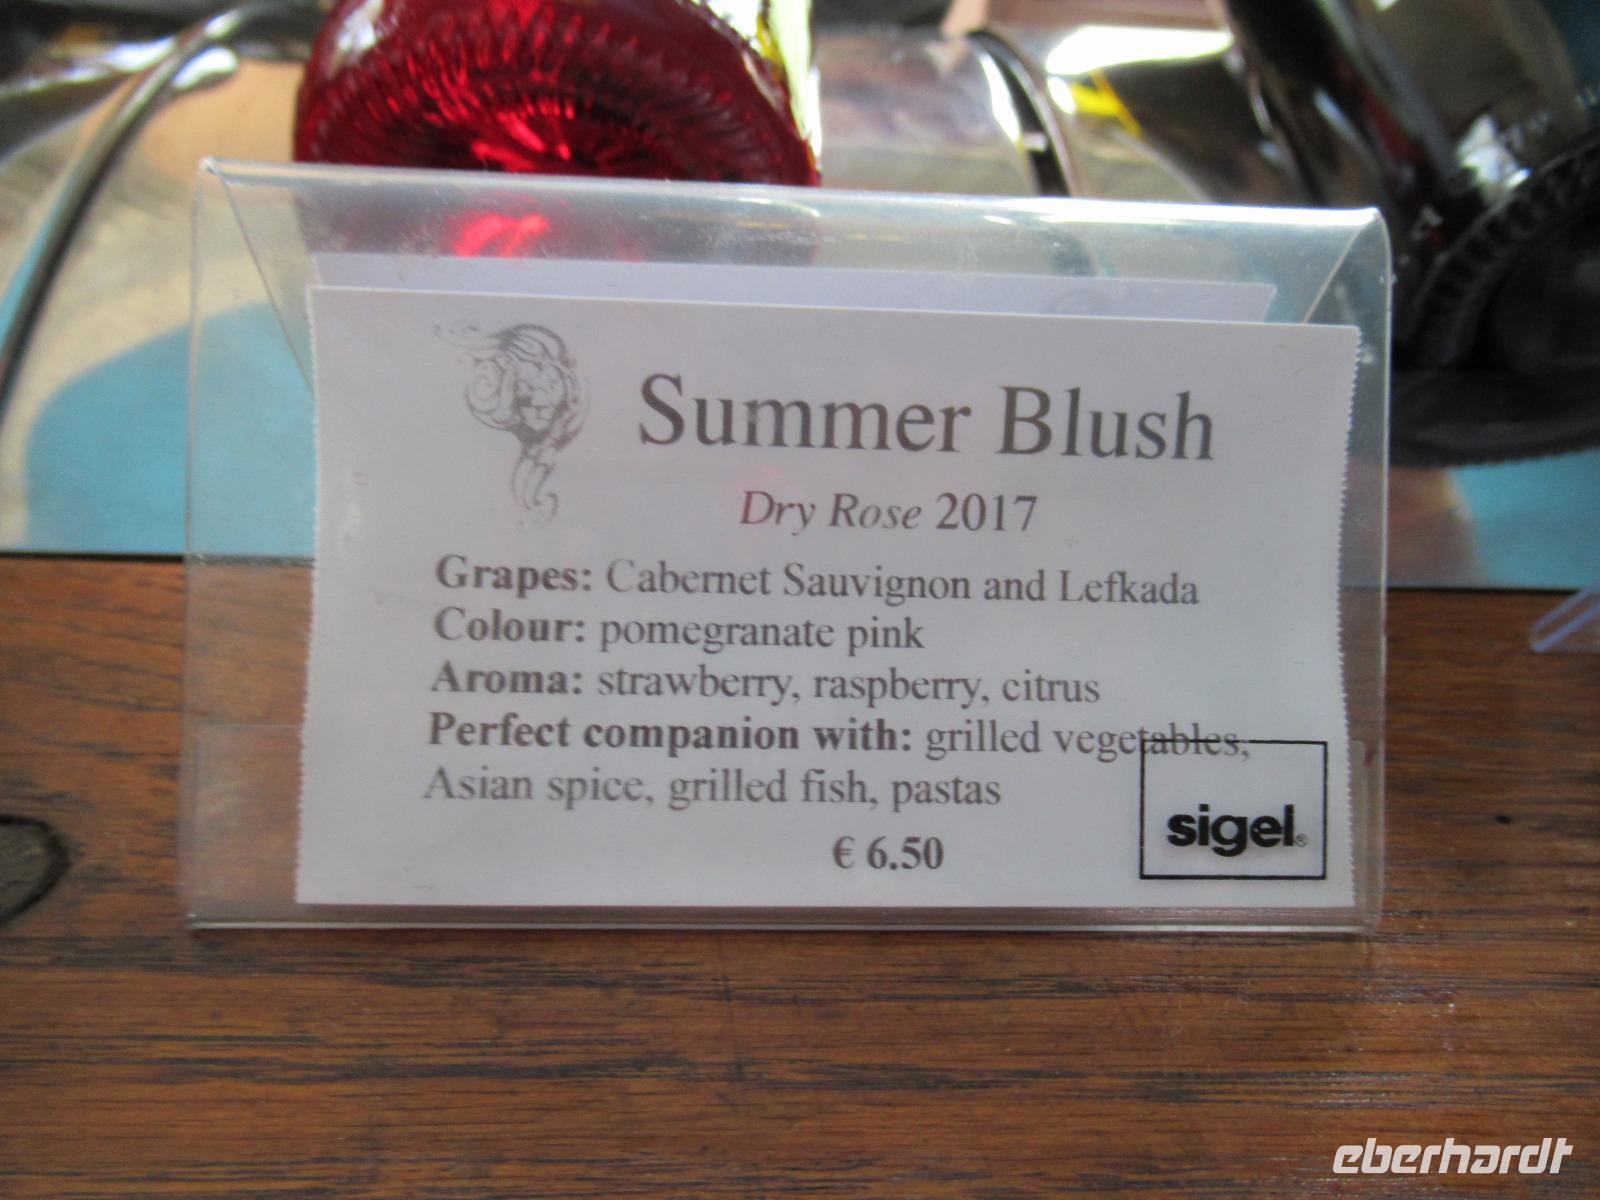 Summer Blush
Dry Rose 2017
Grapes: Cabernet Sauvignon and Lefkada
Colour: pomegranate pink
Aroma: strawberry, raspberry, citrus
Perfect companion with: grilled vegetables,
Asian spice, grilled fish, pastas
€ 6.50
sigel®
eberhardt